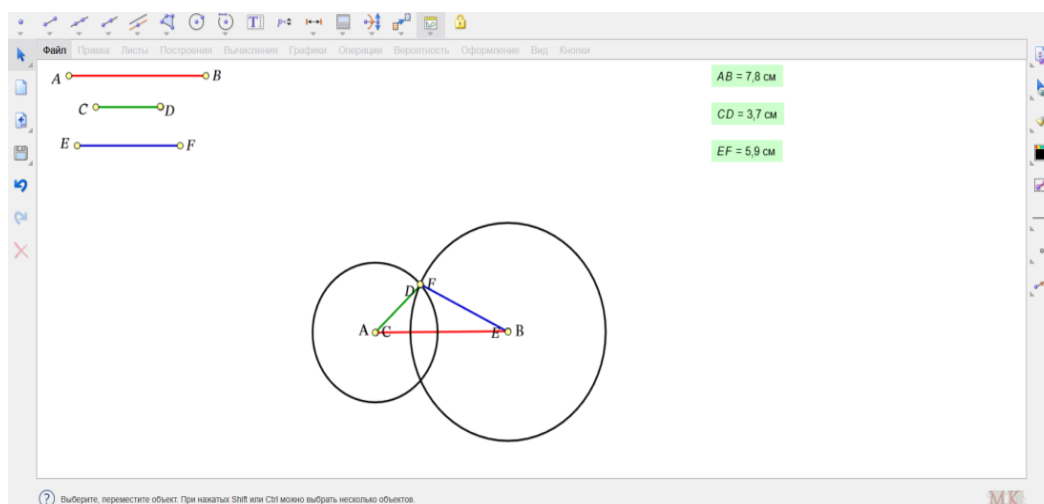 T p=
Файл Правка Листы Построения Вычисления Графики Операции Вероятность Оформление Вид Кнопки
A B
C D
E F
AB = 7,8 см
CD = 3,7 см
EF = 5,9 см
D F
A C E B
? Выберите, переместите объект. При нажатых Shift или Ctrl можно выбрать несколько объектов.
МК